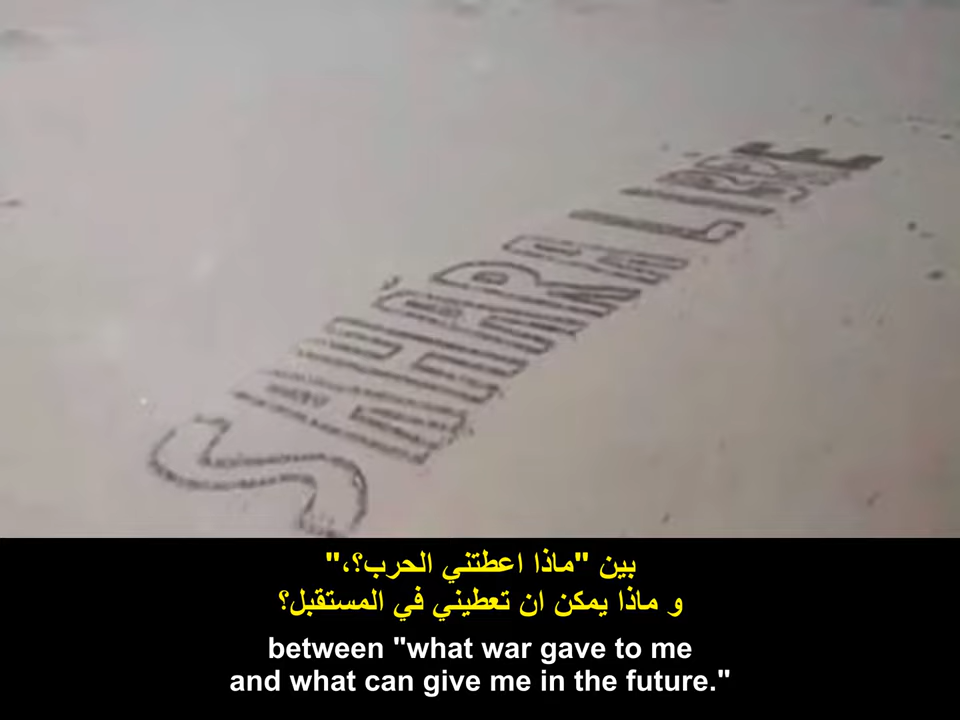 SAHARA LIBRE
بين "ماذا اعطتني الحرب؟،"
و ماذا يمكن ان تعطيني في المستقبل؟
between "what war gave to me
and what can give me in the future."